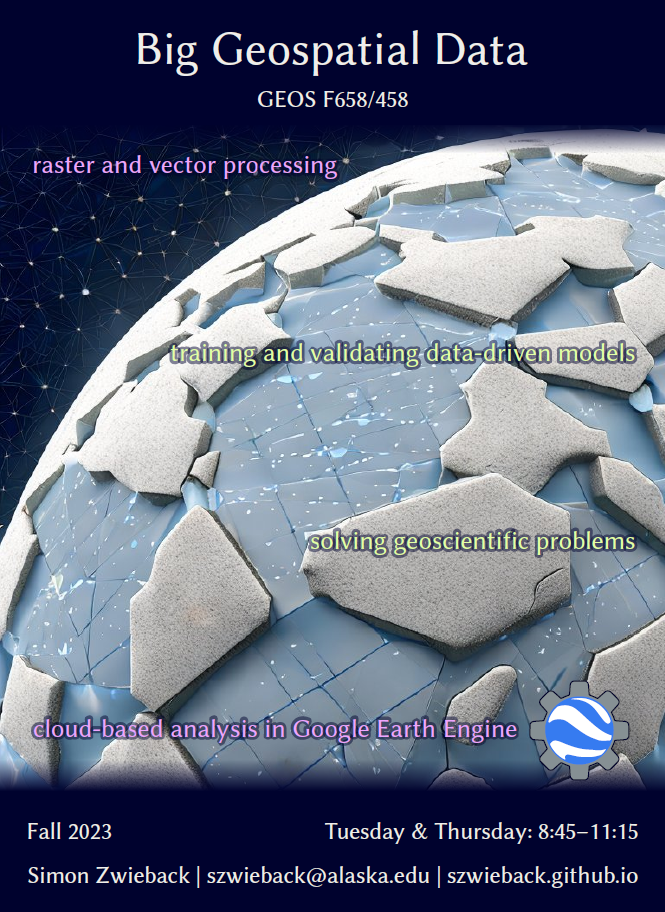 Big Geospatial Data
GEOS F658/458
raster and vector processing
training and validating data-driven models
solving geoscientific problems
cloud-based analysis in Google Earth Engine
Fall 2023
Tuesday & Thursday: 8:45–11:15
Simon Zwieback | szwieback@alaska.edu | szwieback.github.io